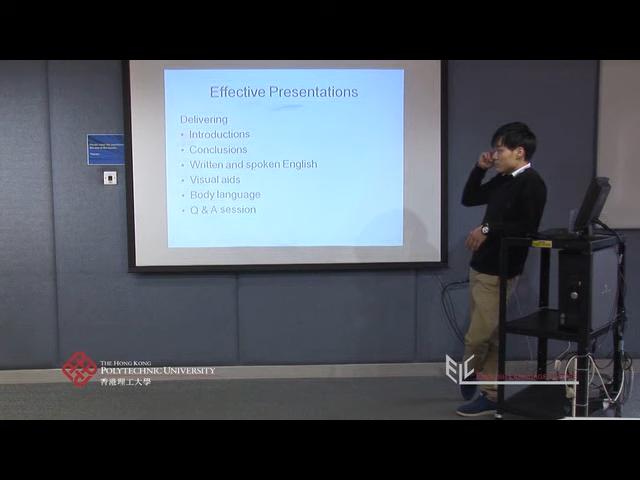 Effective Presentations
Delivering
• Introductions
• Conclusions
• Written and spoken English
• Visual aids
• Body language
• Q & A session
THE HONG KONG
POLYTECHNIC UNIVERSITY
香港理工大學
ELC